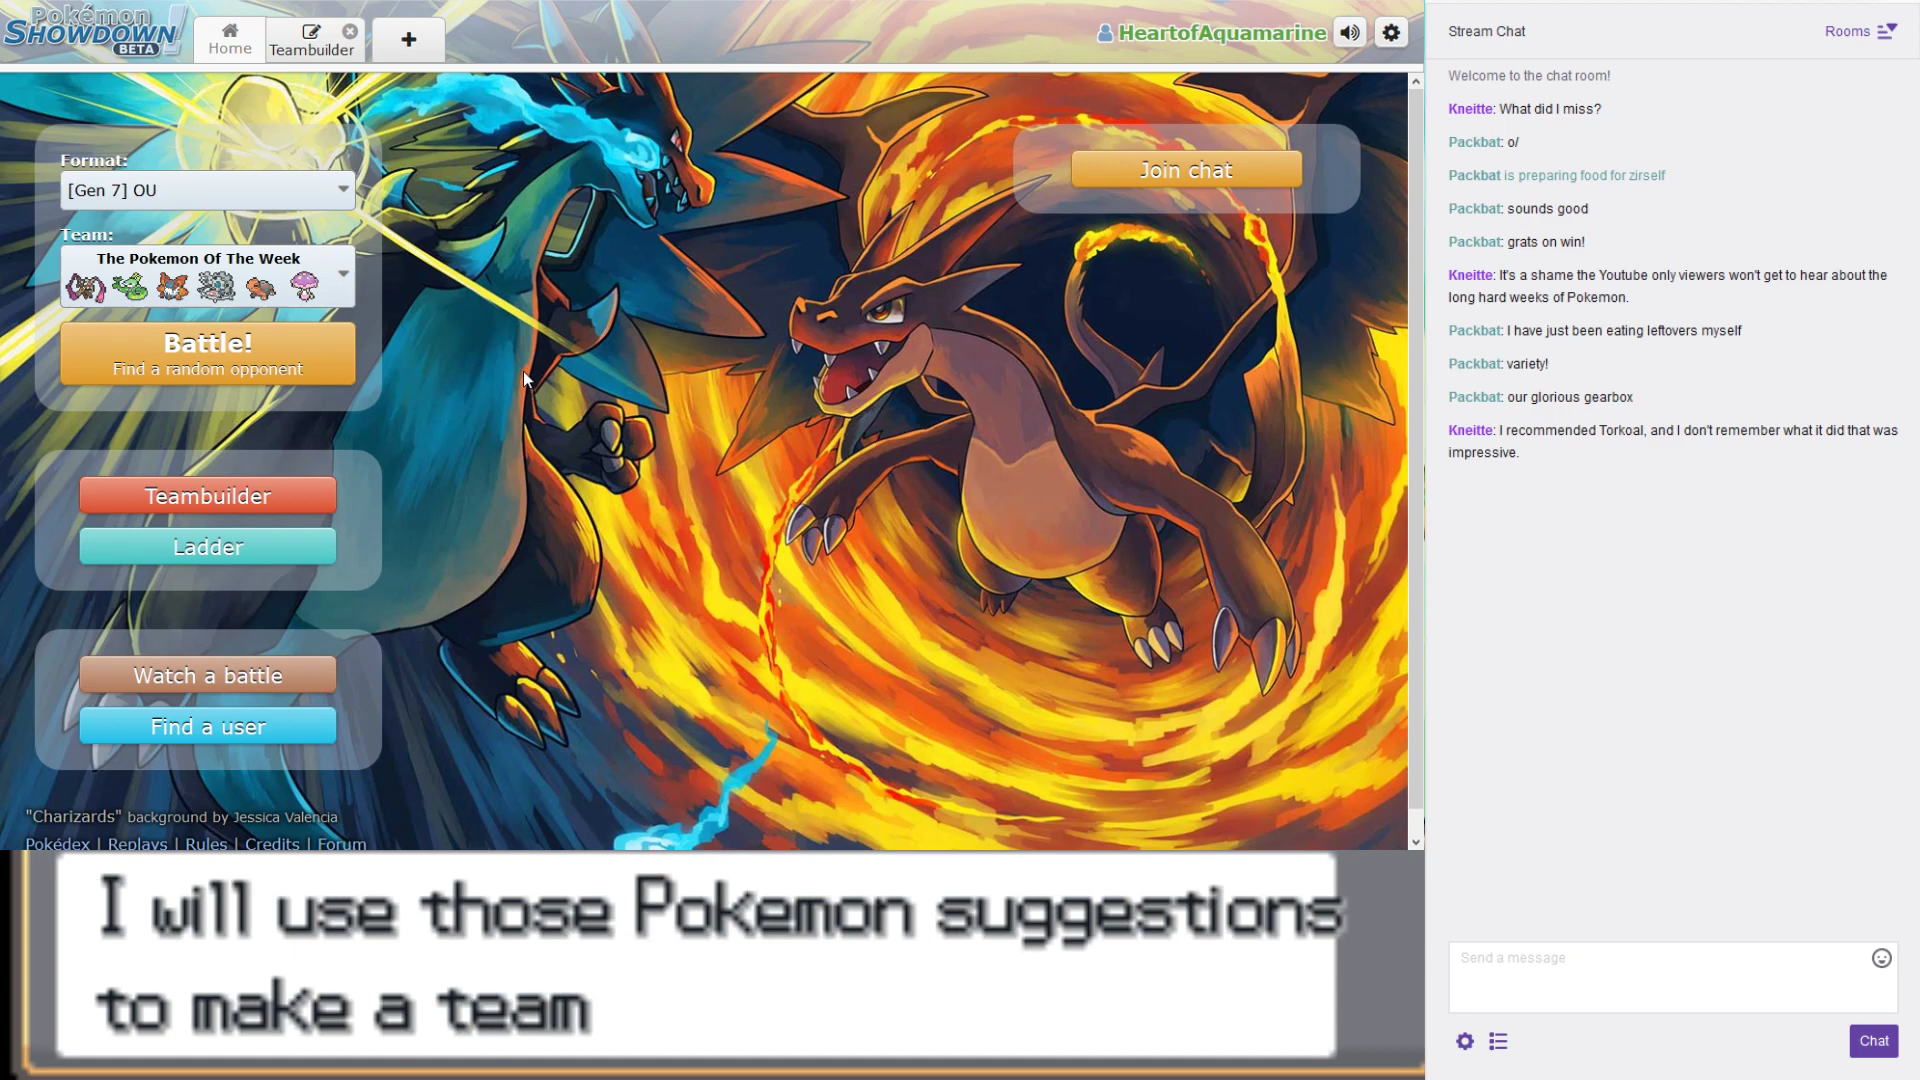 Pokémon
SHOWDOWN!
BETA
Home
Teambuilder
HeartofAquamarine
Format:
[Gen 7] OU
Team:
The Pokemon Of The Week
Battle!
Find a random opponent
Teambuilder
Ladder
Watch a battle
Find a user
"Charizards" background by Jessica Valencia
Pokédex | Replays | Rules | Credits | Forum
Join chat
I will use those Pokemon suggestions
to make a team
Stream Chat
Rooms
Welcome to the chat room!
Kneitte: What did I miss?
Packbat: o/
Packbat is preparing food for zirself
Packbat: sounds good
Packbat: grats on win!
Kneitte: It's a shame the Youtube only viewers won't get to hear about the
long hard weeks of Pokemon.
Packbat: I have just been eating leftovers myself
Packbat: variety!
Packbat: our glorious gearbox
Kneitte: I recommended Torkoal, and I don't remember what it did that was
impressive.
Send a message
Chat